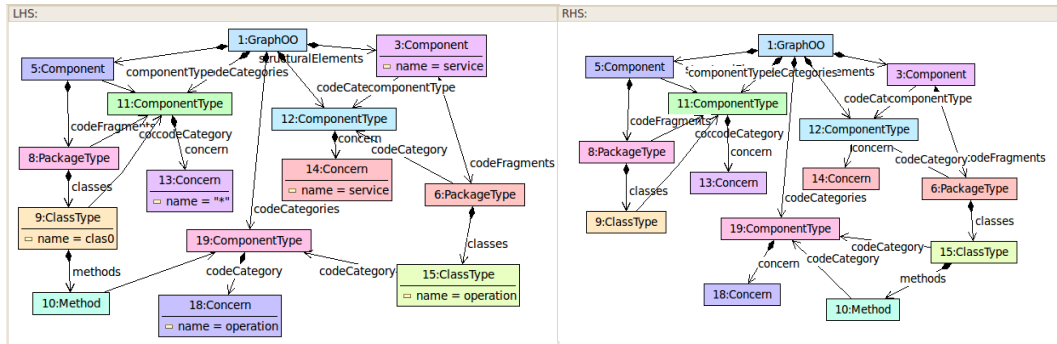 LHS:
1:GraphOO
3:Component
name = service
structuralElements
5:Component
componentType
codeCategories
11:ComponentType
codeCategory
componentType
12:ComponentType
codeFragments
codeCategory
concern
concern
codeCategory
codeFragments
8:PackageType
14:Concern
name = service
13:Concern
name = "*"
6:PackageType
classes
9:ClassType
name = clas0
codeCategories
19:ComponentType
classes
methods
codeCategory
codeCategory
15:ClassType
name = operation
10:Method
18:Concern
name = operation
RHS:
1:GraphOO
5:Component
componentType
codeCategories
3:Component
11:ComponentType
componentType
12:ComponentType
codeFragments
codeCategory
8:PackageType
concern
concern
codeFragments
13:Concern
14:Concern
6:PackageType
classes
9:ClassType
codeCategories
classes
19:ComponentType
codeCategory
15:ClassType
concern
codeCategory
methods
18:Concern
10:Method